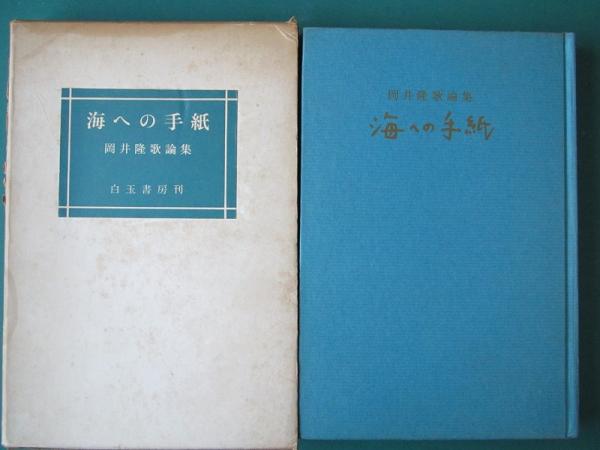 海への手紙
岡井隆歌論集
白玉書房刊
岡井隆歌論集
海への手紙